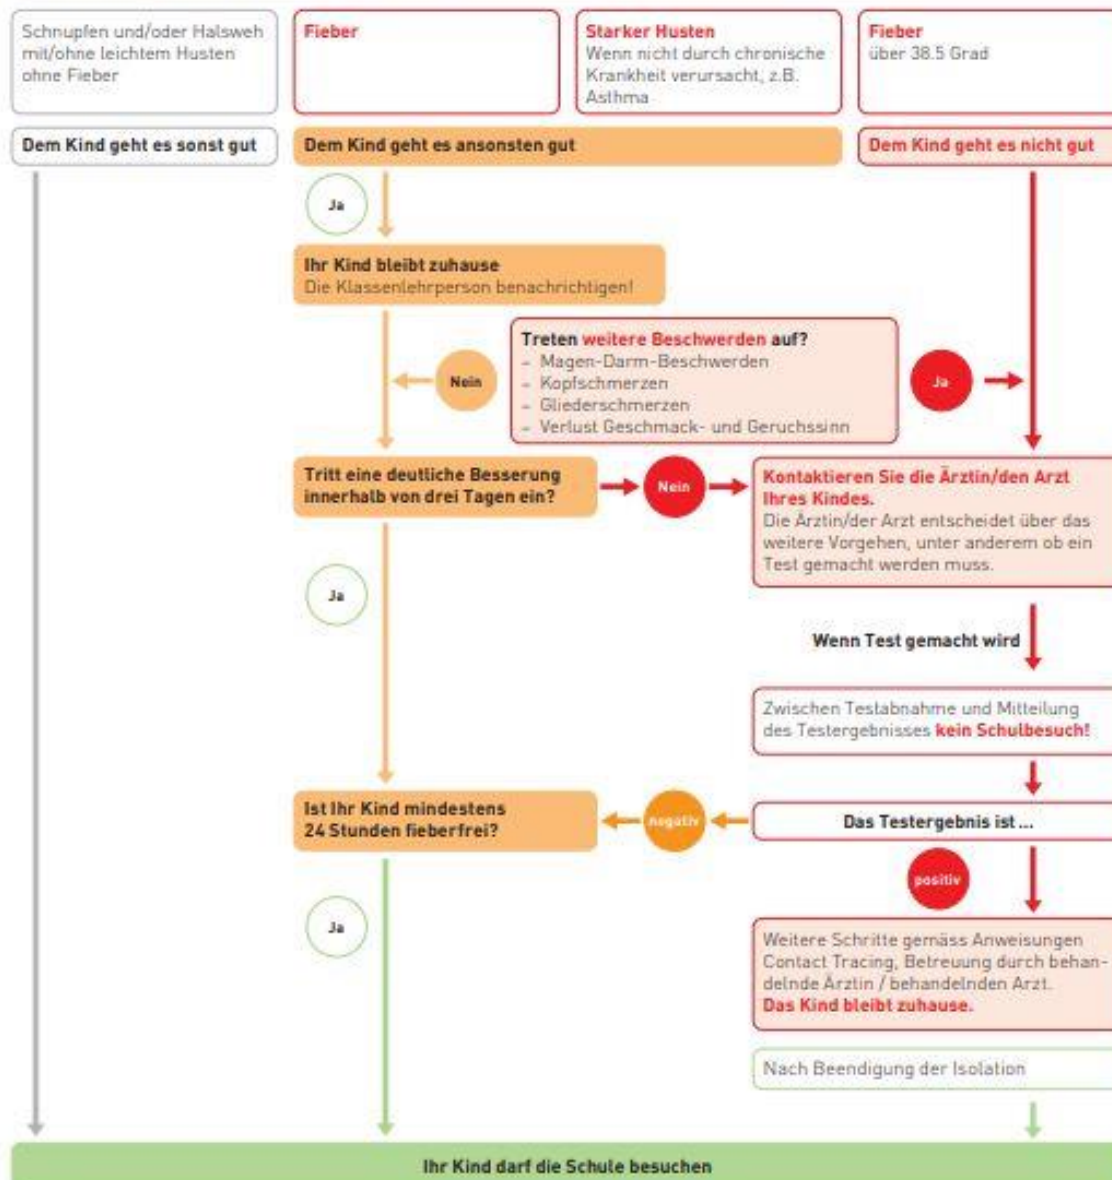 Schnupfen und/oder Halsweh
mit/ohne leichtem Husten
ohne Fieber
Fieber
Starker Husten
Wenn nicht durch chronische
Krankheit verursacht, z.B.
Asthma
Fieber
über 38.5 Grad
Dem Kind geht es sonst gut
Dem Kind geht es ansonsten gut
Dem Kind geht es nicht gut
Ja
Ihr Kind bleibt zuhause
Die Klassenlehrperson benachrichtigen!
Treten weitere Beschwerden auf?
- Magen-Darm-Beschwerden
- Kopfschmerzen
- Gliederschmerzen
- Verlust Geschmack- und Geruchssinn
Nein
Ja
Tritt eine deutliche Besserung
innerhalb von drei Tagen ein?
Nein
Kontaktieren Sie die Ärztin/den Arzt
Ihres Kindes.
Die Ärztin/der Arzt entscheidet über das
weitere Vorgehen, unter anderem ob ein
Test gemacht werden muss.
Ja
Wenn Test gemacht wird
Zwischen Testabnahme und Mitteilung
des Testergebnisses kein Schulbesuch!
Ist Ihr Kind mindestens
24 Stunden fieberfrei?
negativ
Das Testergebnis ist ...
positiv
Ja
Weitere Schritte gemäss Anweisungen
Contact Tracing, Betreuung durch behan-
delnde Ärztin / behandelnden Arzt.
Das Kind bleibt zuhause.
Nach Beendigung der Isolation
Ihr Kind darf die Schule besuchen